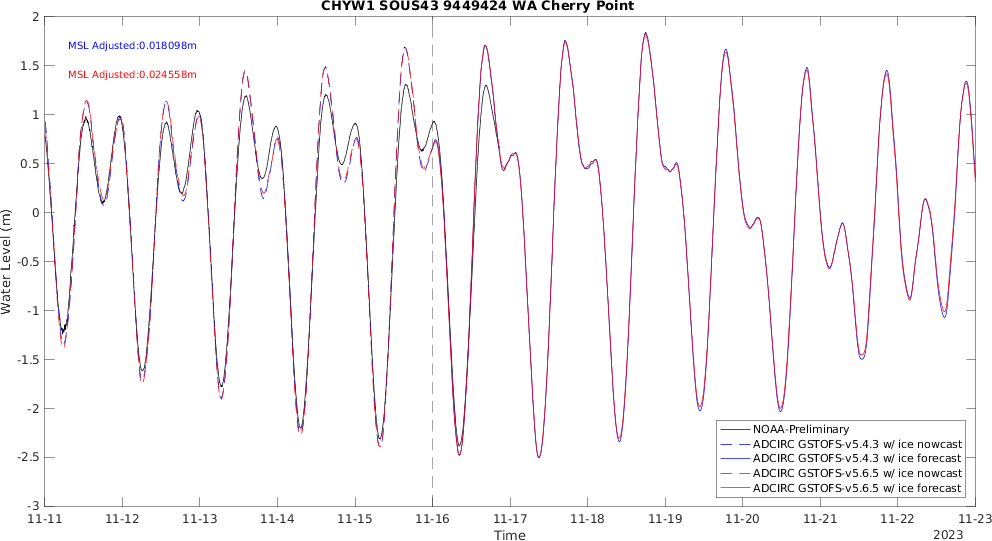 CHYW1 SOUS43 9449424 WA Cherry Point
MSL Adjusted:0.018098m
MSL Adjusted:0.024558m
Water Level (m)
2
1.5
1
0.5
0
-0.5
-1
-1.5
-2
-2.5
-3
NOAA-Preliminary
ADCIRC GSTOFS-v5.4.3 w/ ice nowcast
ADCIRC GSTOFS-v5.4.3 w/ ice forecast
ADCIRC GSTOFS-v5.6.5 w/ ice nowcast
ADCIRC GSTOFS-v5.6.5 w/ ice forecast
11-11 11-12 11-13 11-14 11-15 11-16 11-17 11-18 11-19 11-20 11-21 11-22 11-23
Time
2023